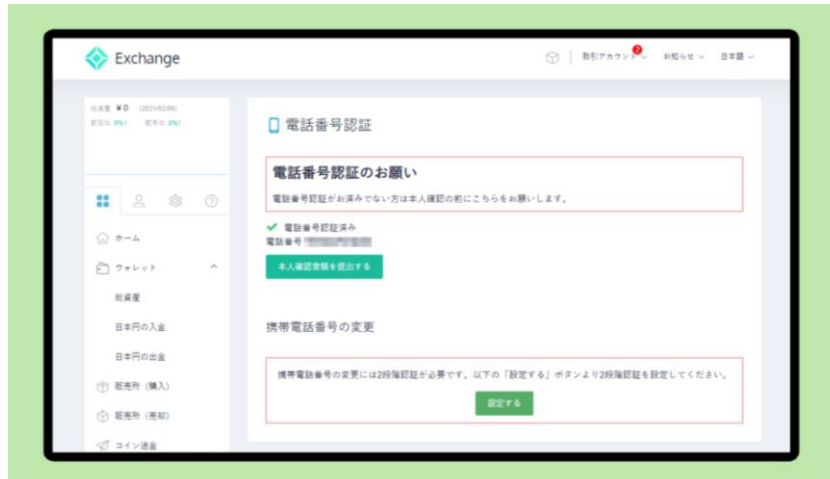 Exchange
2
取引アカウント
お知らせ
日本語
総資産 ¥0 (2021/02/06)
前日比 0% 前月比 0%
電話番号認証
電話番号認証のお願い
電話番号認証がお済みでない方は本人確認の前にこちらをお願いします。
電話番号認証済み
電話番号
本人確認書類を提出する
ホーム
ウォレット
総資産
日本円の入金
日本円の出金
販売所（購入）
販売所（売却）
コイン送金
携帯電話番号の変更
携帯電話番号の変更には2段階認証が必要です。以下の「設定する」ボタンより2段階認証を設定してください。
設定する